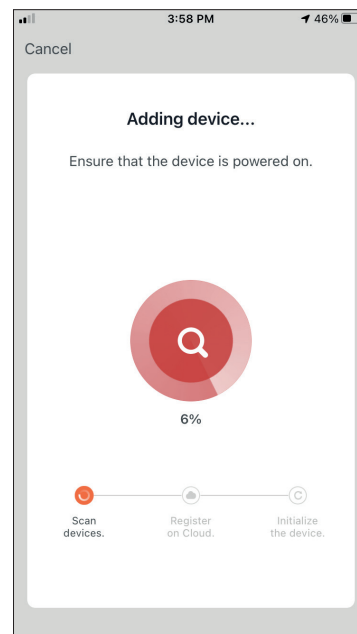 3:58 PM
46%
Cancel
Adding device...
Ensure that the device is powered on.
6%
Scan
devices.
Register
on Cloud.
Initialize
the device.